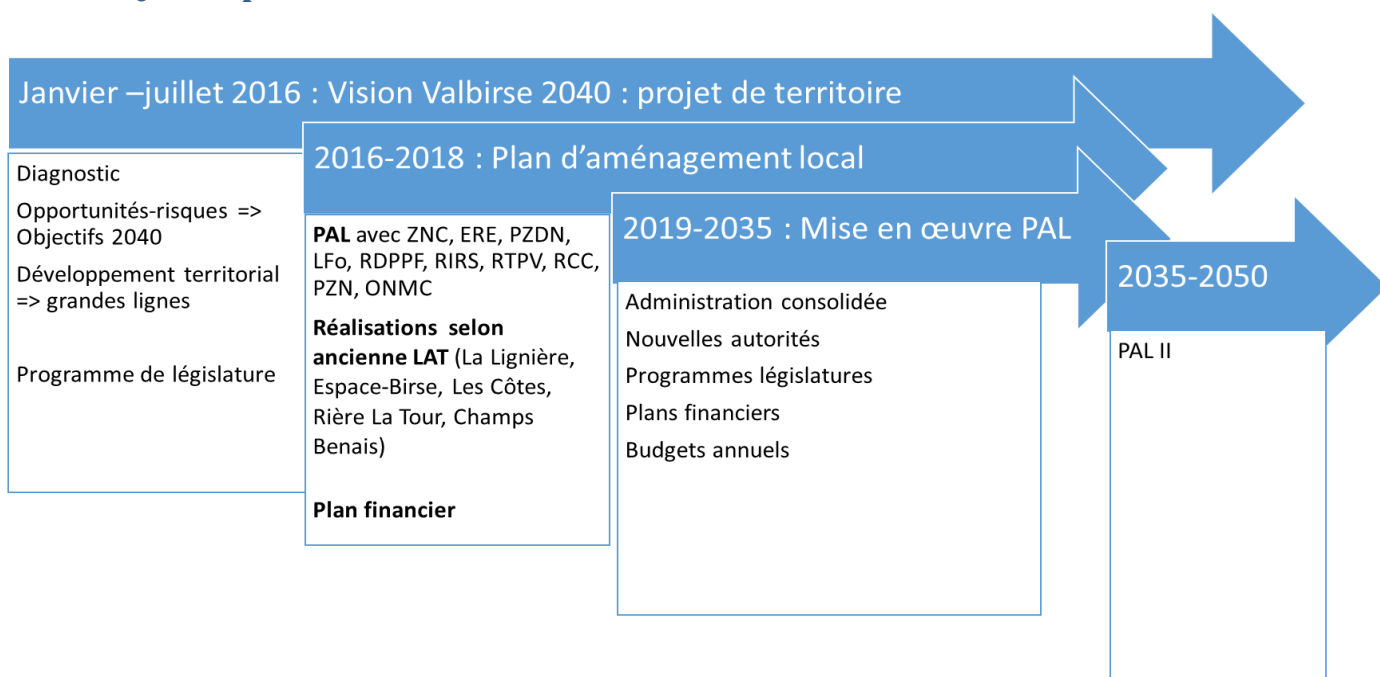 Janvier –juillet 2016 : Vision Valbirse 2040 : projet de territoire
Diagnostic
Opportunités-risques =>
Objectifs 2040
Développement territorial
=> grandes lignes
Programme de législature
2016-2018 : Plan d’aménagement local
PAL avec ZNC, ERE, PZDN,
LFo, RDPPF, RIRS, RTPV, RCC,
PZN, ONMC
Réalisations selon
ancienne LAT (La Lignière,
Espace-Birse, Les Côtes,
Rière La Tour, Champs
Benais)
Plan financier
2019-2035 : Mise en œuvre PAL
Administration consolidée
Nouvelles autorités
Programmes législatures
Plans financiers
Budgets annuels
2035-2050
PAL II